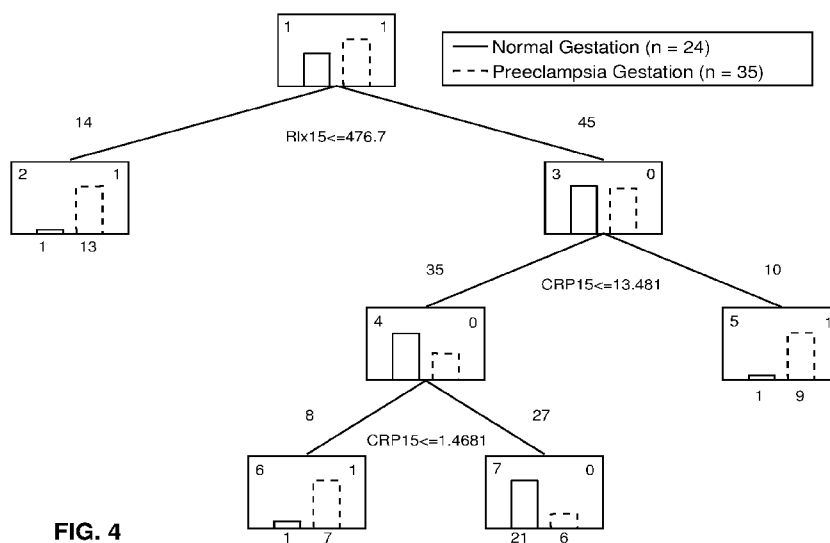 1 1
Normal Gestation (n = 24)
Preeclampsia Gestation (n = 35)
14 45
Rlx15<=476.7
2 1
3 0
1 13
35 10
CRP15<=13.481
4 0
5 1
1 9
8 27
CRP15<=1.4681
6 1
7 0
1 7
21 6
FIG. 4